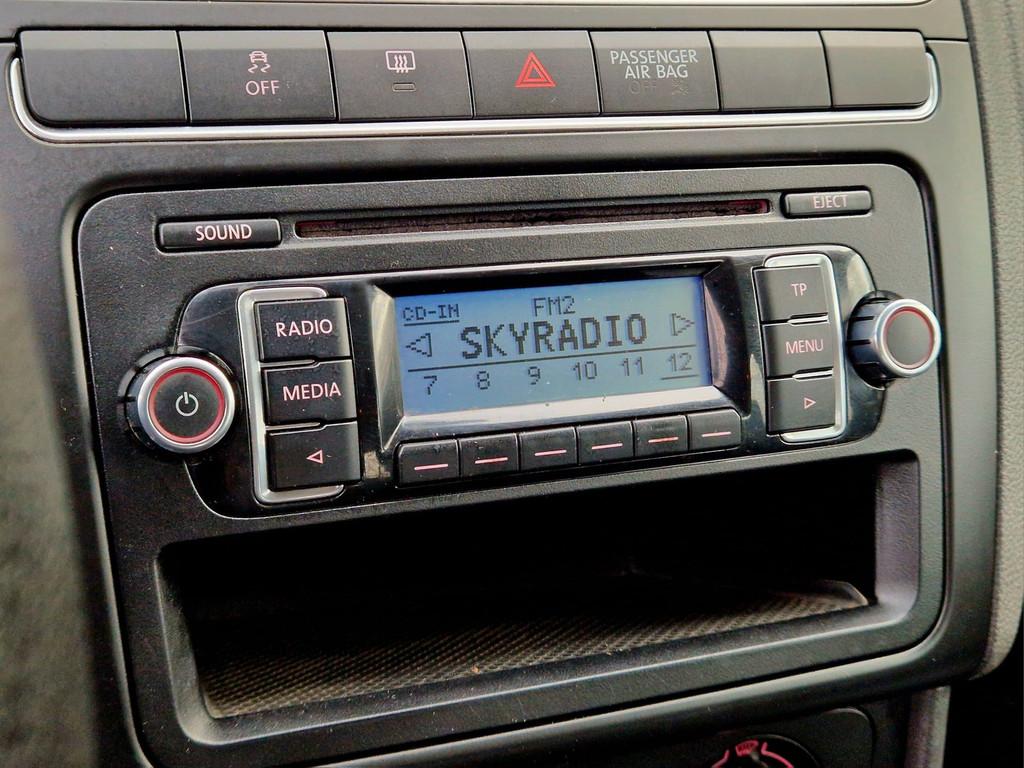 OFF
PASSENGER
AIR BAG
OFF
SOUND
EJECT
RADIO
MEDIA
CD-IN
FM2
SKYRADIO
7 8 9 10 11 12
TP
MENU